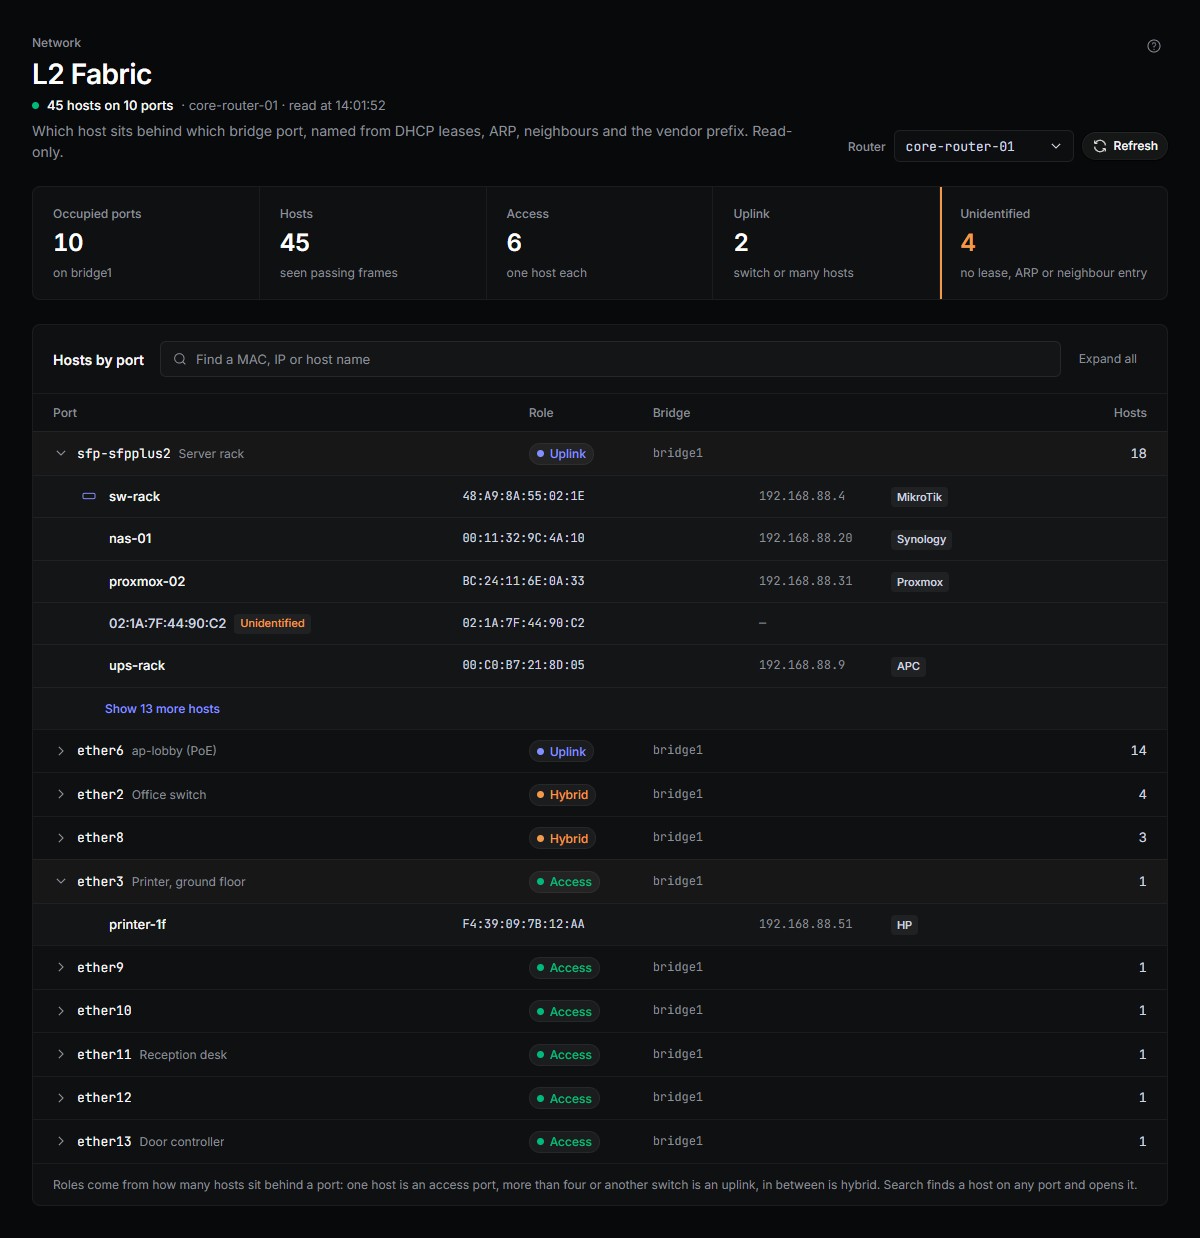 Network
L2 Fabric
45 hosts on 10 ports · core-router-01 · read at 14:01:52
Which host sits behind which bridge port, named from DHCP leases, ARP, neighbours and the vendor prefix. Read-
only.
Router core-router-01 Refresh
Occupied ports Hosts Access Uplink Unidentified
10 45 6 2 4
on bridge1 seen passing frames one host each switch or many hosts no lease, ARP or neighbour entry
Hosts by port Find a MAC, IP or host name Expand all
Port Role Bridge Hosts
sfp-sfpplus2 Server rack Uplink bridge1 18
sw-rack 48:A9:8A:55:02:1E 192.168.88.4 MikroTik
nas-01 00:11:32:9C:4A:10 192.168.88.20 Synology
proxmox-02 BC:24:11:6E:0A:33 192.168.88.31 Proxmox
02:1A:7F:44:90:C2 Unidentified 02:1A:7F:44:90:C2 –
ups-rack 00:C0:B7:21:8D:05 192.168.88.9 APC
Show 13 more hosts
ether6 ap-lobby (PoE) Uplink bridge1 14
ether2 Office switch Hybrid bridge1 4
ether8 Hybrid bridge1 3
ether3 Printer, ground floor Access bridge1 1
printer-1f F4:39:09:7B:12:AA 192.168.88.51 HP
ether9 Access bridge1 1
ether10 Access bridge1 1
ether11 Reception desk Access bridge1 1
ether12 Access bridge1 1
ether13 Door controller Access bridge1 1
Roles come from how many hosts sit behind a port: one host is an access port, more than four or another switch is an uplink, in between is hybrid. Search finds a host on any port and opens it.